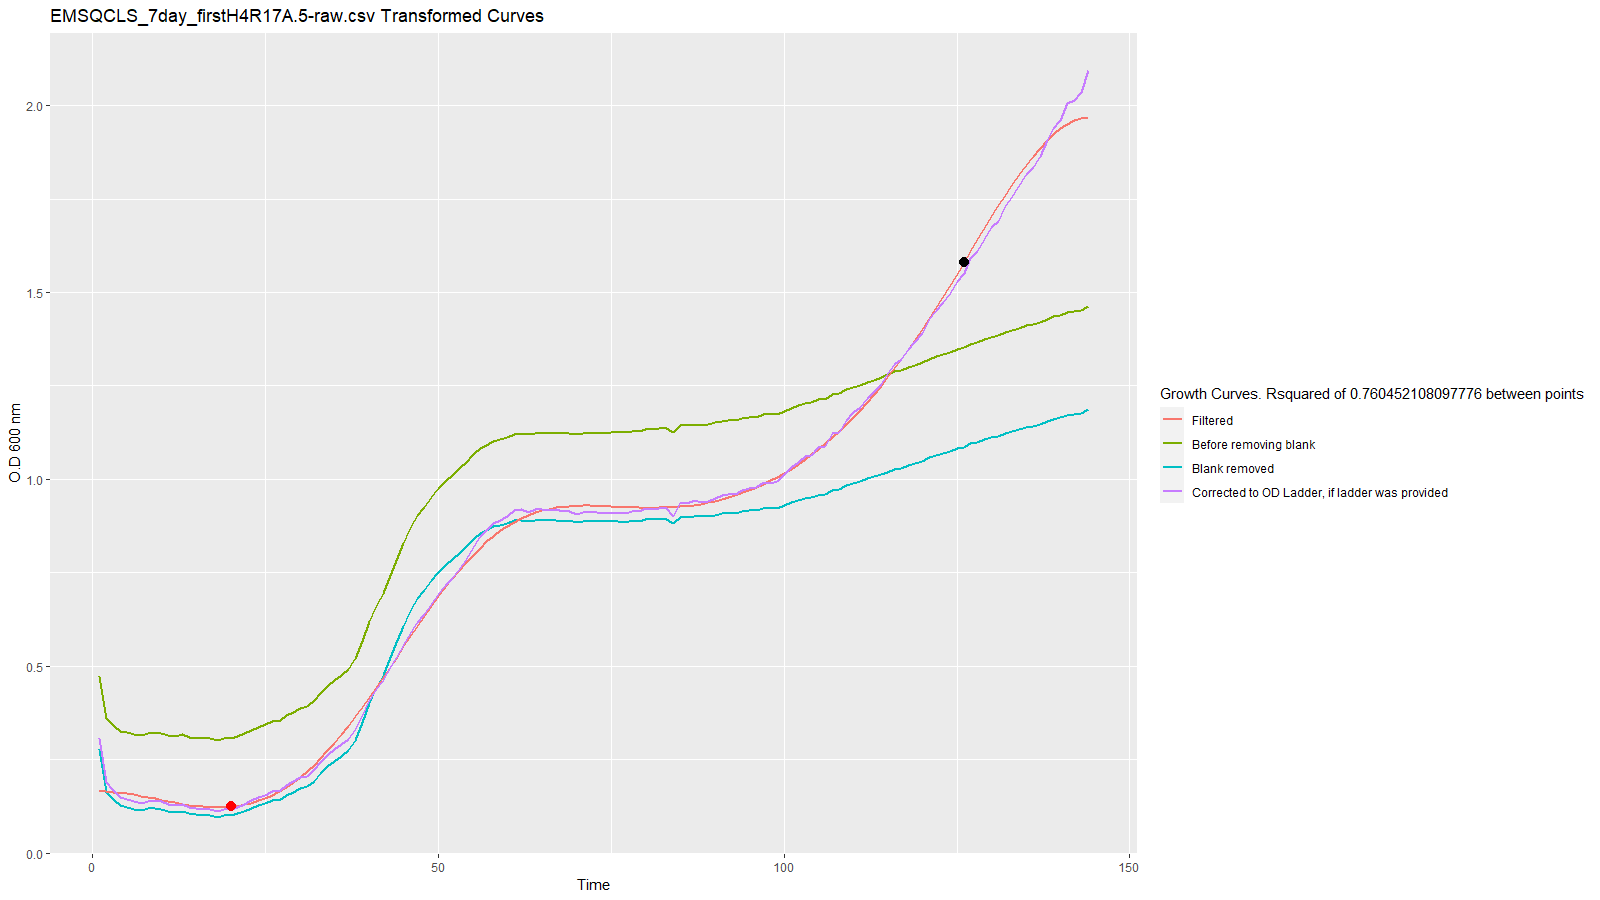 EMSQCLS_7day_firstH4R17A.5-raw.csv Transformed Curves
2.0
1.5
1.0
0.5
0.0
O.D 600 nm
0
50
100
150
Time
Growth Curves. Rsquared of 0.760452108097776 between points
Filtered
Before removing blank
Blank removed
Corrected to OD Ladder, if ladder was provided